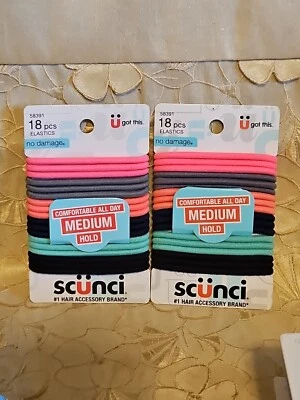 58391
18 pcs
ELASTICS
Ü got this.
no damage*
COMFORTABLE ALL DAY
MEDIUM
HOLD
scünci
#1 HAIR ACCESSORY BRAND^
58391
18 pcs
ELASTICS
Ü got this.
no damage*
COMFORTABLE ALL DAY
MEDIUM
HOLD
scünci
#1 HAIR ACCESSORY BRAND^